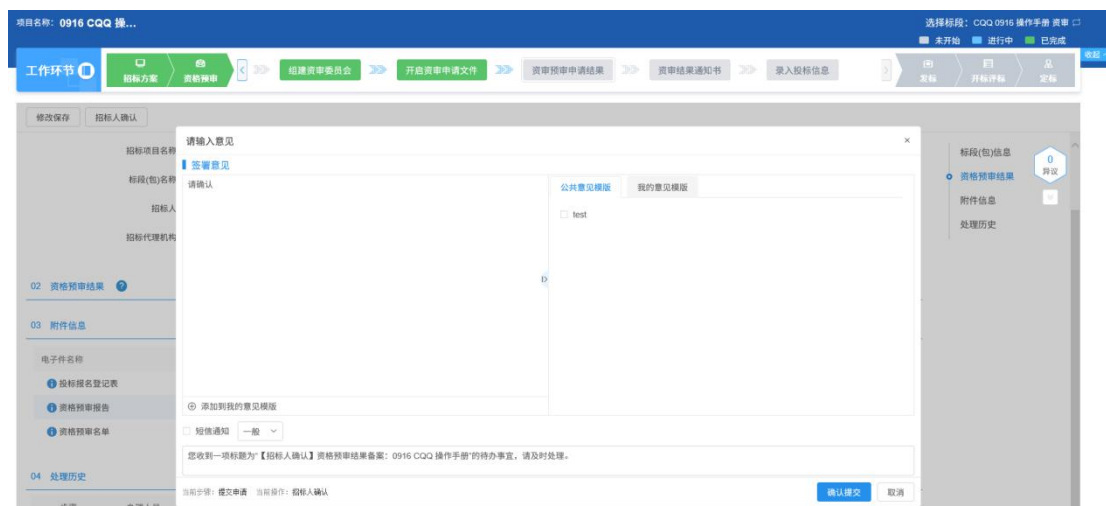 项目名称：0916 CQQ 操... 选择标段：CQQ 0916 操作手册 资审
未开始 进行中 已完成
收起
工作环节 招标方案 资格预审 组建资审委员会 开启资审申请文件 资审预审申请结果 资审结果通知书 录入投标信息 发标 开标评标 定标
修改保存 招标人确认
招标项目名称
标段(包)名称
招标人
招标代理机构
02 资格预审结果 ?
03 附件信息
电子件名称
投标报名登记表
资格预审报告
资格预审名单
04 处理历史
请输入意见 ×
签署意见
请确认
公共意见模版 我的意见模版
test
添加到我的意见模版
短信通知 一般
您收到一项标题为“【招标人确认】资格预审结果备案：0916 CQQ 操作手册”的待办事宜，请及时处理。
当前步骤：提交申请 当前操作：招标人确认
确认提交 取消
标段(包)信息
资格预审结果
附件信息
处理历史
0
异议